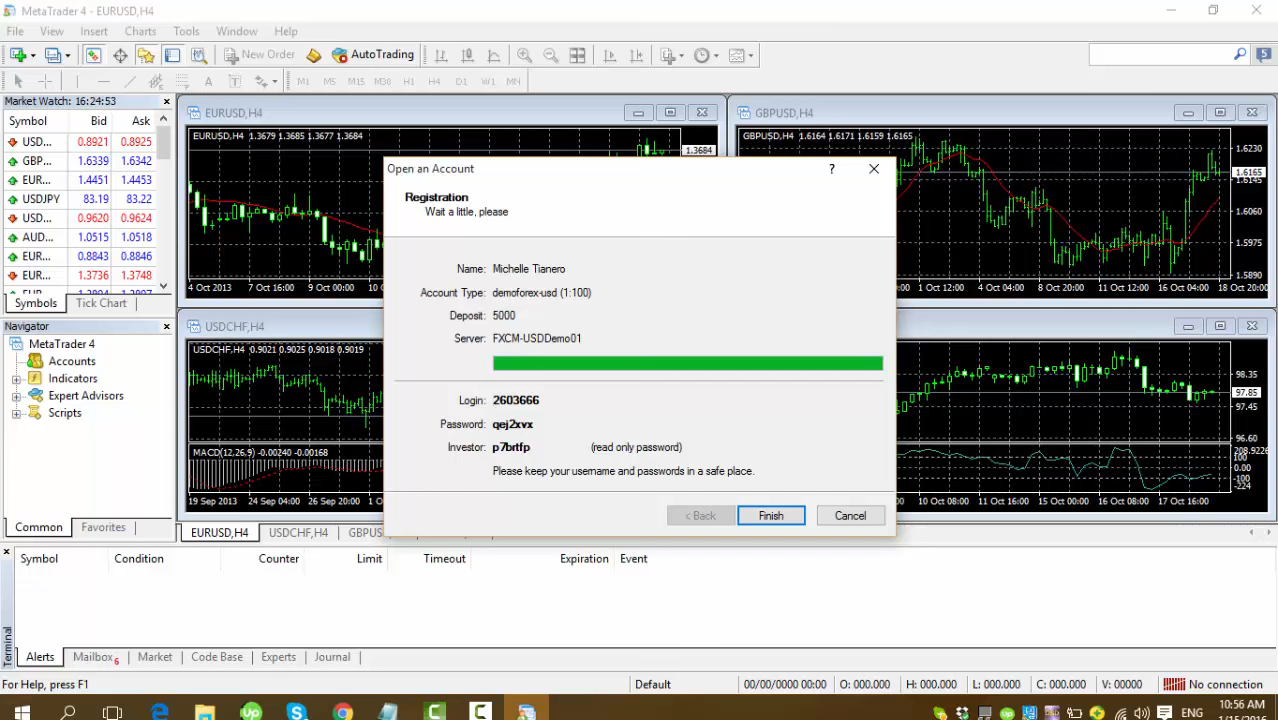 MetaTrader 4 - EURUSD,H4
File View Insert Charts Tools Window Help
New Order AutoTrading
5
A T M1 M5 M15 M30 H1 H4 D1 W1 MN
Market Watch: 16:24:53
Symbol Bid Ask
USD... 0.8921 0.8925
GBP... 1.6339 1.6342
EUR... 1.4451 1.4453
USDJPY 83.19 83.22
USD... 0.9620 0.9624
AUD... 1.0515 1.0518
EUR... 0.8843 0.8846
EUR... 1.3736 1.3748
Symbols Tick Chart
Navigator
MetaTrader 4
Accounts
Indicators
Expert Advisors
Scripts
Common Favorites
EURUSD,H4
EURUSD,H4 1.3679 1.3685 1.3677 1.3684
1.3684
4 Oct 2013 7 Oct 16:00 9 Oct 00:00 10
GBPUSD,H4
GBPUSD,H4 1.6164 1.6171 1.6159 1.6165
1.6230
1.6165
1.6145
1.6060
1.5975
1.5890
1 Oct 12:00 4 Oct 04:00 8 Oct 20:00 11 Oct 12:00 16 Oct 04:00 18 Oct 20:00
USDCHF,H4
USDCHF,H4 0.9021 0.9025 0.9018 0.9019
MACD(12,26,9) -0.00240 -0.00168
19 Sep 2013 24 Sep 04:00 26 Sep 20:00 1
98.35
97.85
97.45
96.60
208.9226
100
0.00
-100
-224
10 Oct 08:00 11 Oct 16:00 15 Oct 00:00 16 Oct 08:00 17 Oct 16:00
Open an Account ?
Registration
Wait a little, please
Name: Michelle Tianero
Account Type: demoforex-usd (1:100)
Deposit: 5000
Server: FXCM-USDDemo01
Login: 2603666
Password: qej2xvx
Investor: p7brtfp (read only password)
Please keep your username and passwords in a safe place.
< Back Finish Cancel
EURUSD,H4 USDCHF,H4 GBPUS
Symbol Condition Counter Limit Timeout Expiration Event
Terminal
Alerts Mailbox 6 Market Code Base Experts Journal
For Help, press F1 Default 00/00/0000 00:00 O: 000.000 H: 000.000 L: 000.000 C: 000.000 V: 00000 No connection
Up ENG 10:56 AM